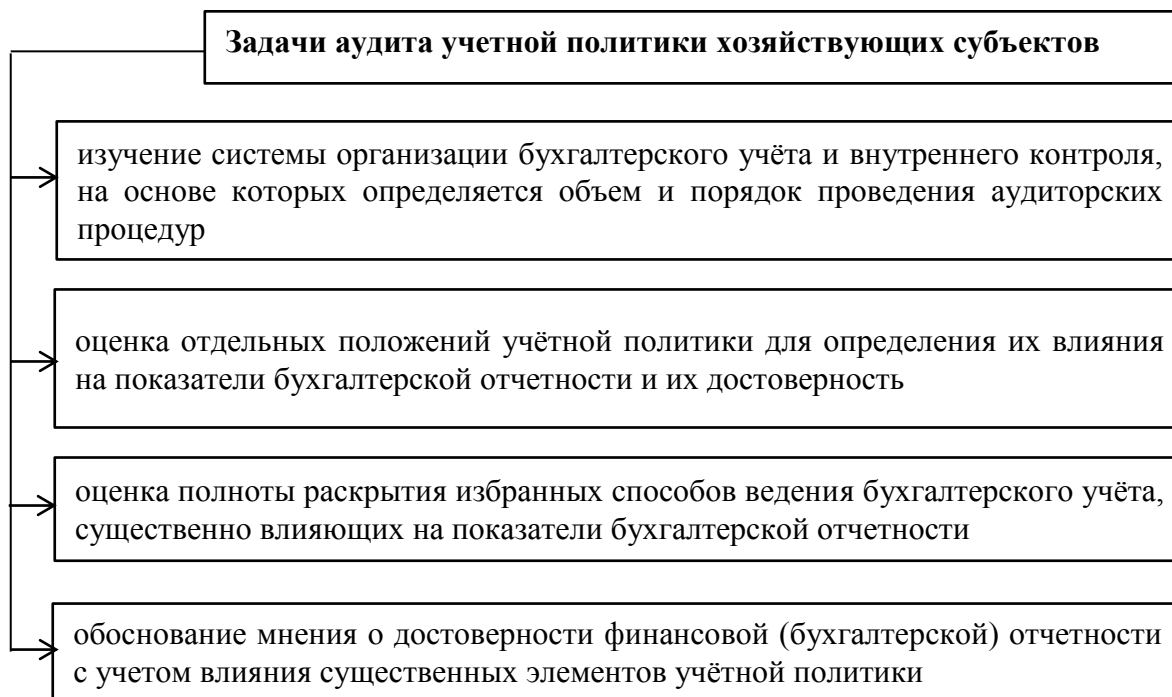 Задачи аудита учетной политики хозяйствующих субъектов
изучение системы организации бухгалтерского учёта и внутреннего контроля,
на основе которых определяется объем и порядок проведения аудиторских
процедур
оценка отдельных положений учётной политики для определения их влияния
на показатели бухгалтерской отчетности и их достоверность
оценка полноты раскрытия избранных способов ведения бухгалтерского учёта,
существенно влияющих на показатели бухгалтерской отчетности
обоснование мнения о достоверности финансовой (бухгалтерской) отчетности
с учетом влияния существенных элементов учётной политики